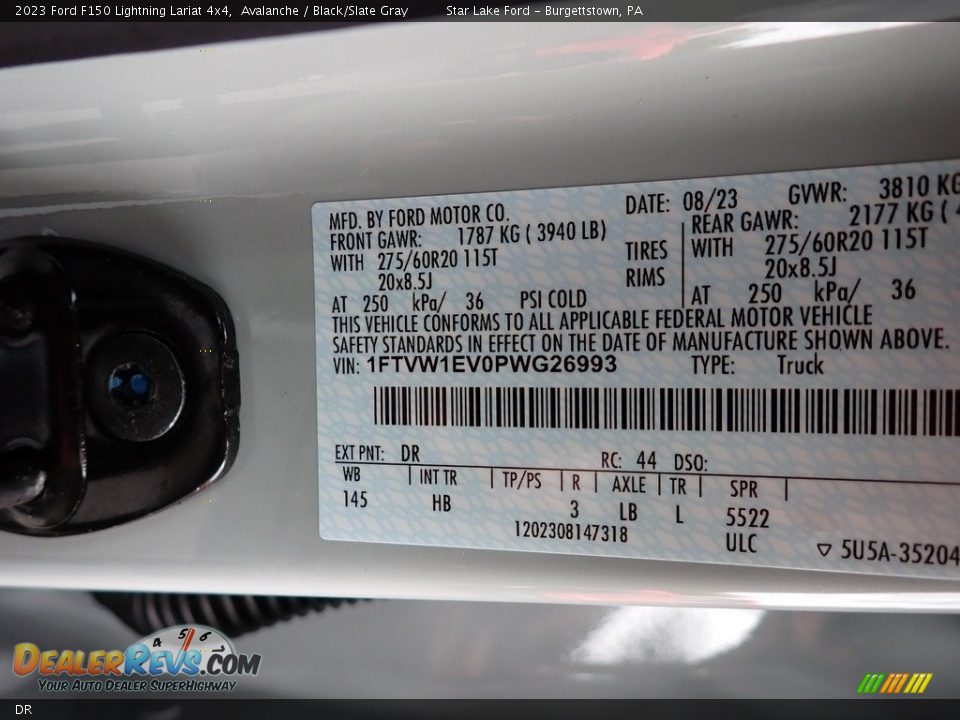 2023 Ford F150 Lightning Lariat 4x4, Avalanche / Black/Slate Gray Star Lake Ford - Burgettstown, PA
MFD. BY FORD MOTOR CO. DATE: 08/23 GVWR: 3810 KG
FRONT GAWR: 1787 KG ( 3940 LB) REAR GAWR: 2177 KG (
WITH 275/60R20 115T TIRES WITH 275/60R20 115T
20x8.5J RIMS 20x8.5J
AT 250 kPa/ 36 PSI COLD AT 250 kPa/ 36
THIS VEHICLE CONFORMS TO ALL APPLICABLE FEDERAL MOTOR VEHICLE
SAFETY STANDARDS IN EFFECT ON THE DATE OF MANUFACTURE SHOWN ABOVE.
VIN: 1FTVW1EV0PWG26993 TYPE: Truck
EXT PNT: DR RC: 44 DSO:
WB INT TR TP/PS R AXLE TR SPR
145 HB 3 LB L 5522
1202308147318 ULC ▽ 5U5A-35204
4 5 6
DealerRevs.com
Your Auto Dealer SuperHighway
DR